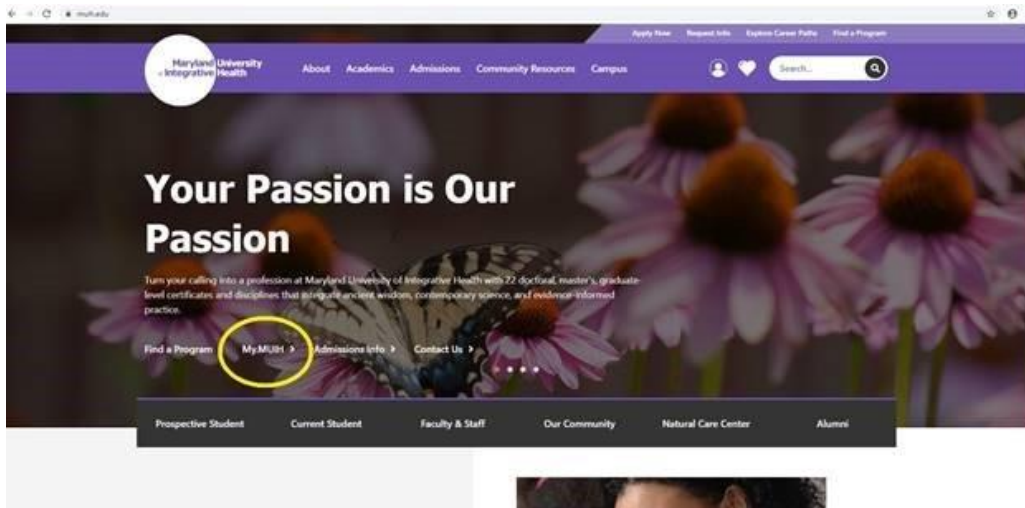 muih.edu
Apply Now Request Info Explore Career Paths Find a Program
Maryland University
of Integrative Health
About Academics Admissions Community Resources Campus
Search...
Your Passion is Our
Passion
Turn your calling into a profession at Maryland University of Integrative Health with 22 doctoral, master's, graduate-
level certificates and disciplines that integrate ancient wisdom, contemporary science, and evidence-informed
practice.
Find a Program My.MUIH > Admissions Info > Contact Us >
Prospective Student Current Student Faculty & Staff Our Community Natural Care Center Alumni